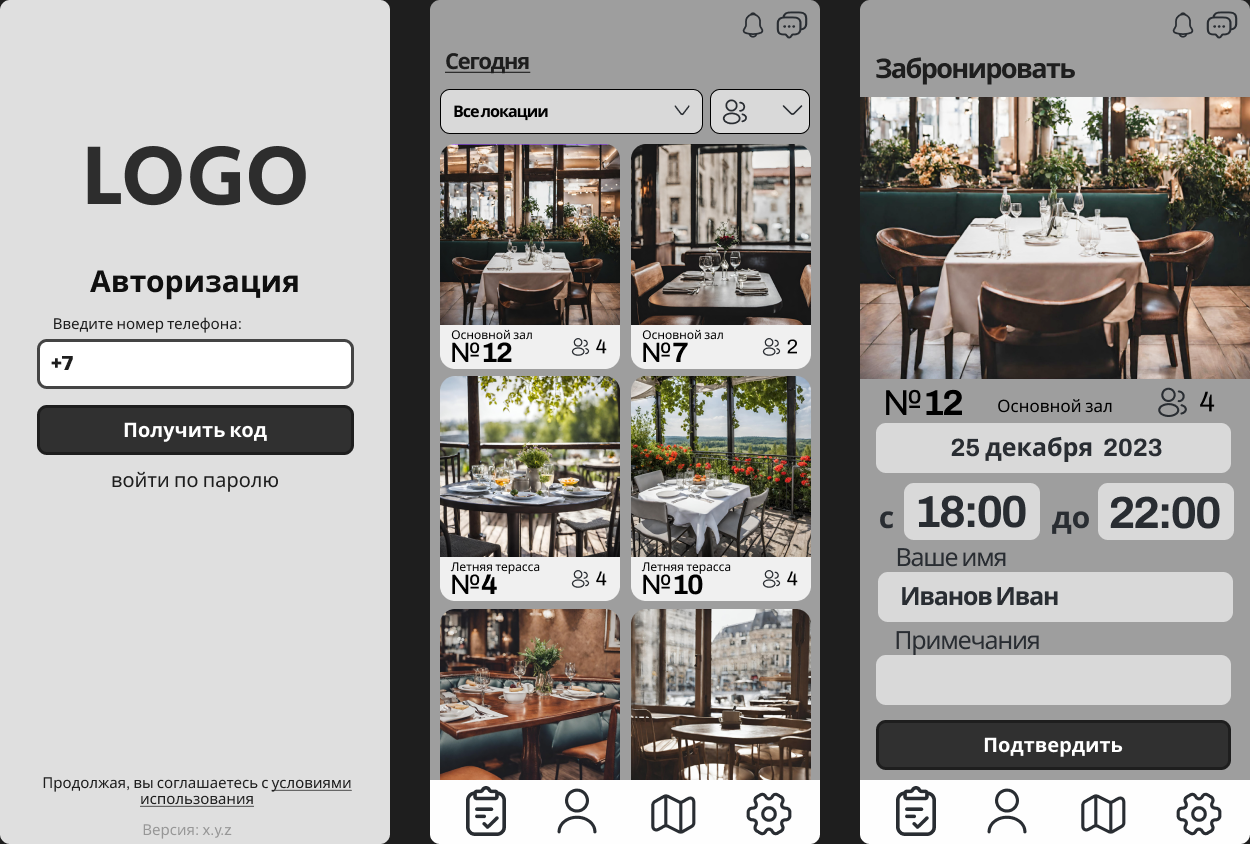 LOGO
Авторизация
Введите номер телефона:
+7
Получить код
войти по паролю
Продолжая, вы соглашаетесь с условиями
использования
Версия: x.y.z
Сегодня
Все локации
Основной зал
№12
4
Основной зал
№7
2
Летняя терасса
№4
4
Летняя терасса
№10
4
Забронировать
№12 Основной зал 4
25 декабря 2023
с 18:00 до 22:00
Ваше имя
Иванов Иван
Примечания
Подтвердить